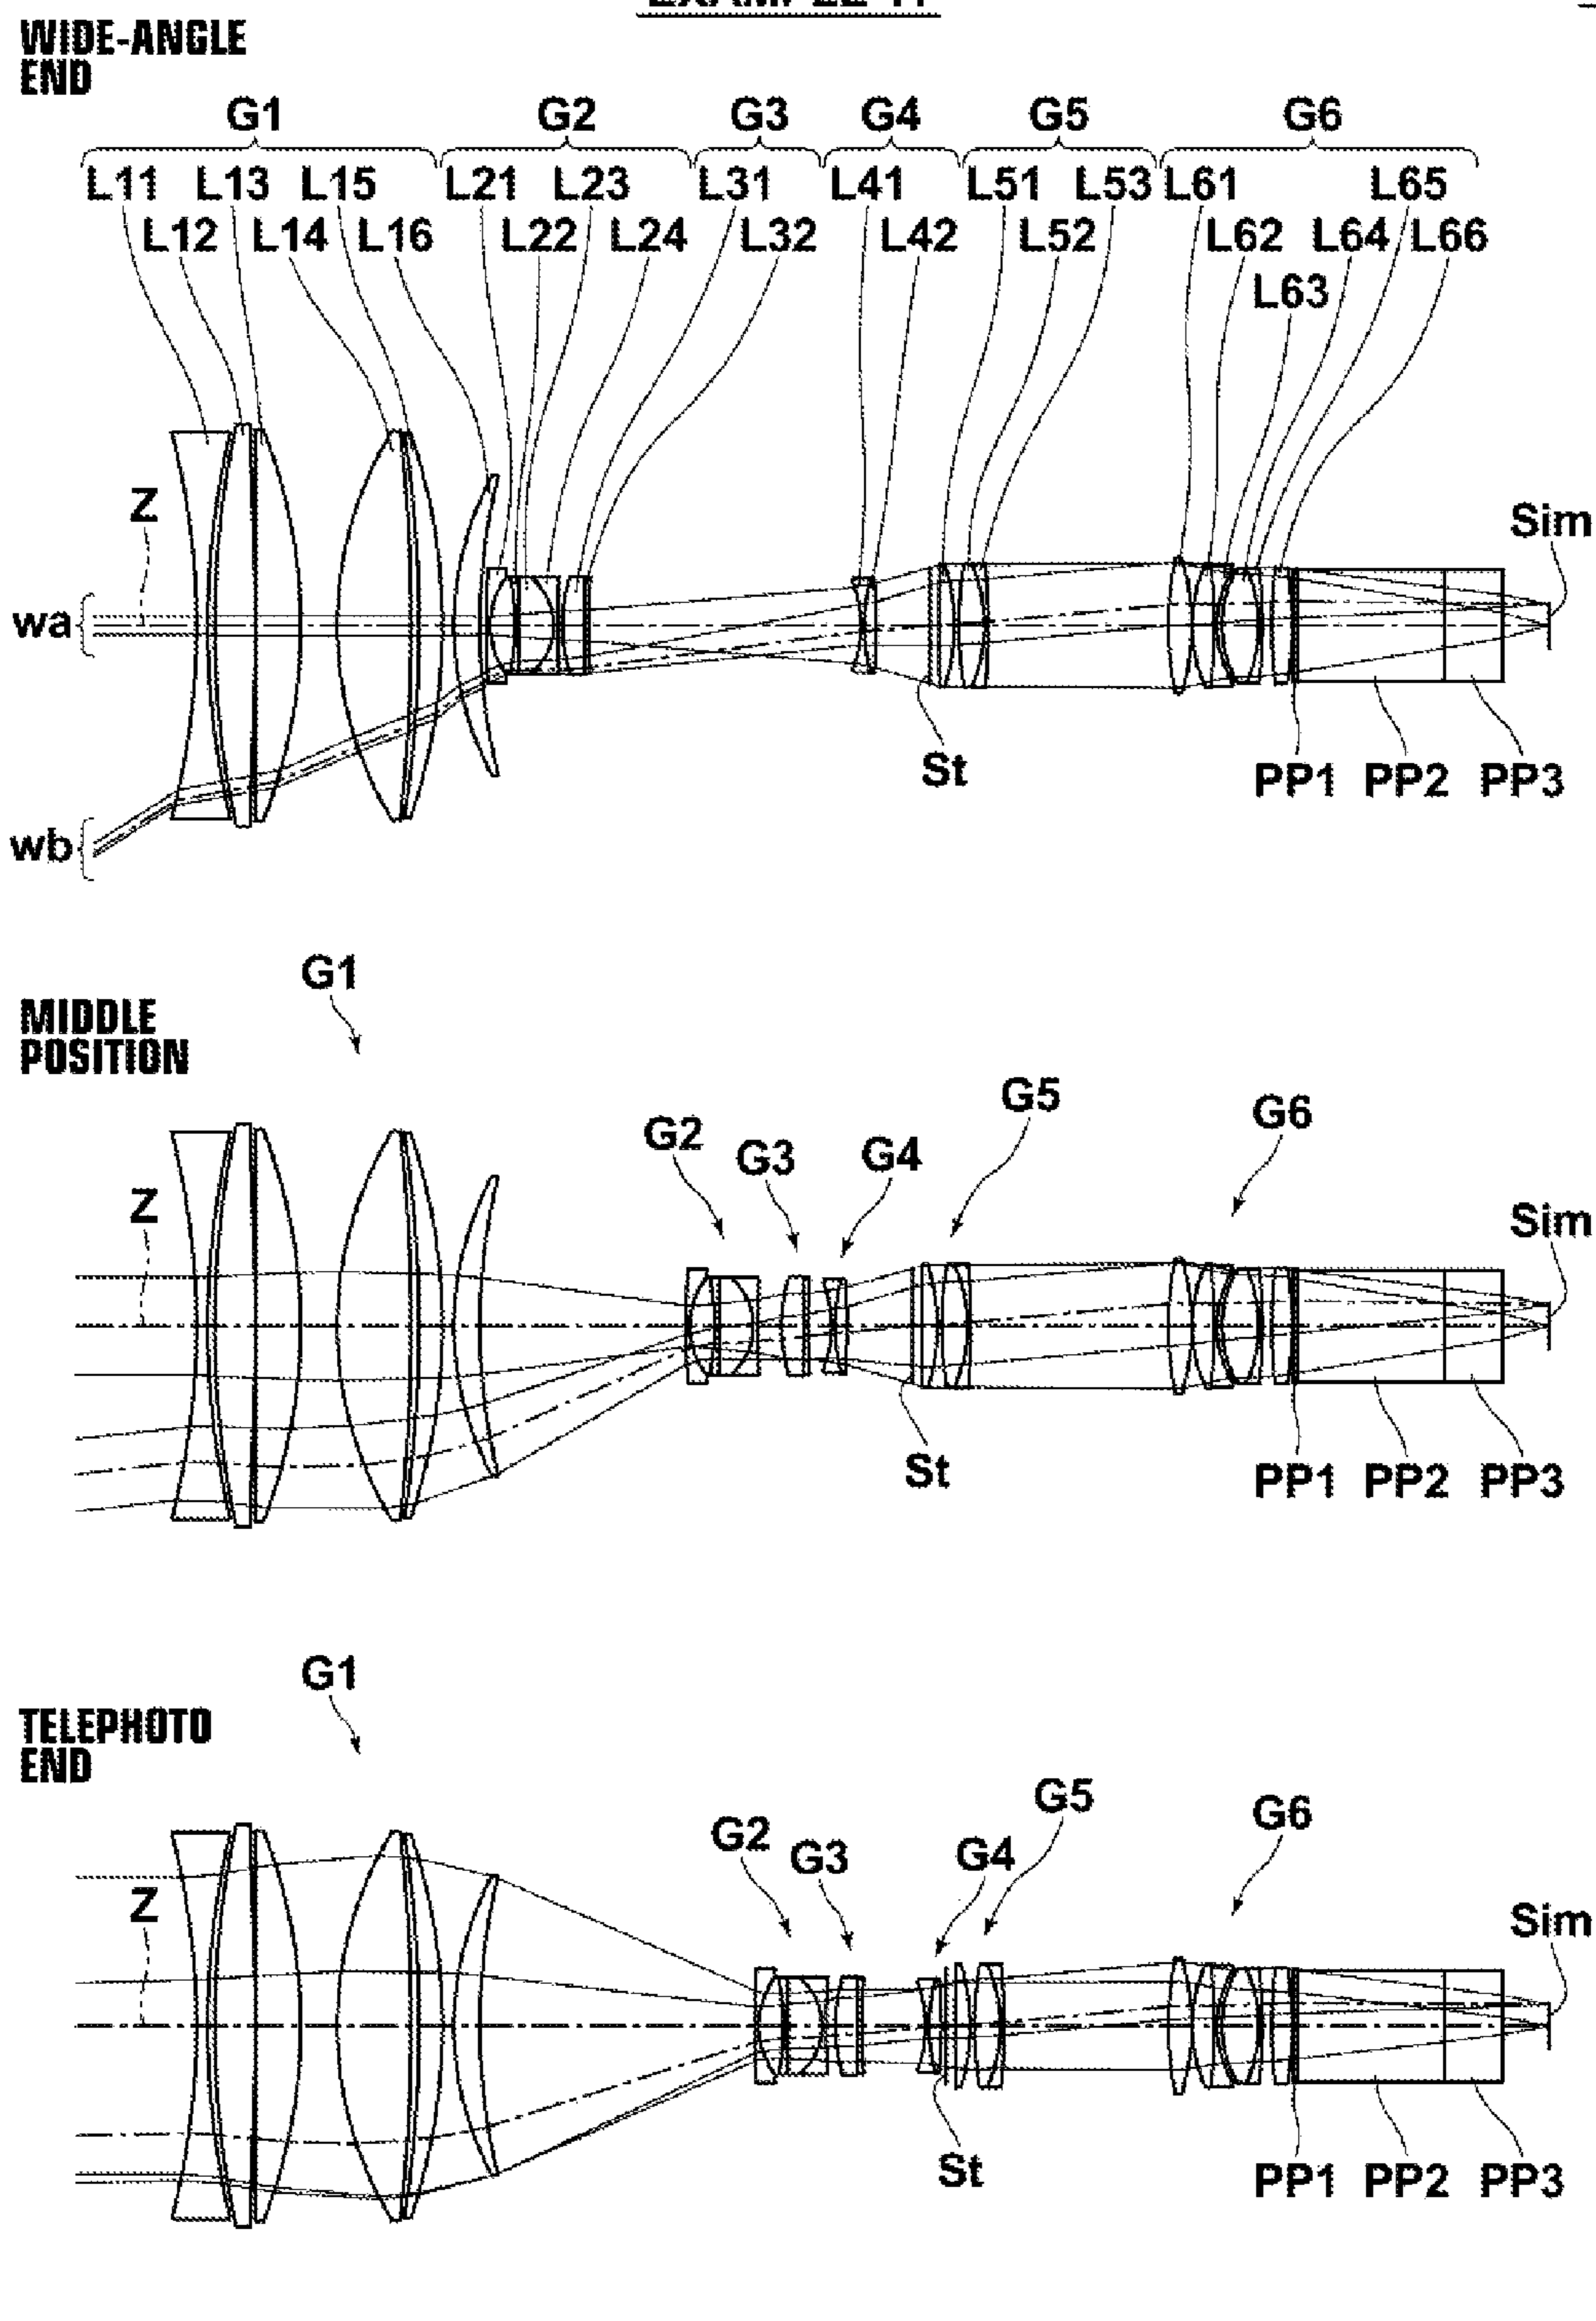 WIDE-ANGLE
END
G1 G2 G3 G4 G5 G6
L11 L13 L15 L21 L23 L31 L41 L51 L53 L61 L65
L12 L14 L16 L22 L24 L32 L42 L52 L62 L64 L66
L63
Z
Sim
wa
St
PP1 PP2 PP3
wb
G1
MIDDLE
POSITION
G5
G6
G2
G3
G4
Z
Sim
St
PP1 PP2 PP3
G1
TELEPHOTO
END
G5
G6
G2
G3
G4
Z
Sim
St
PP1 PP2 PP3